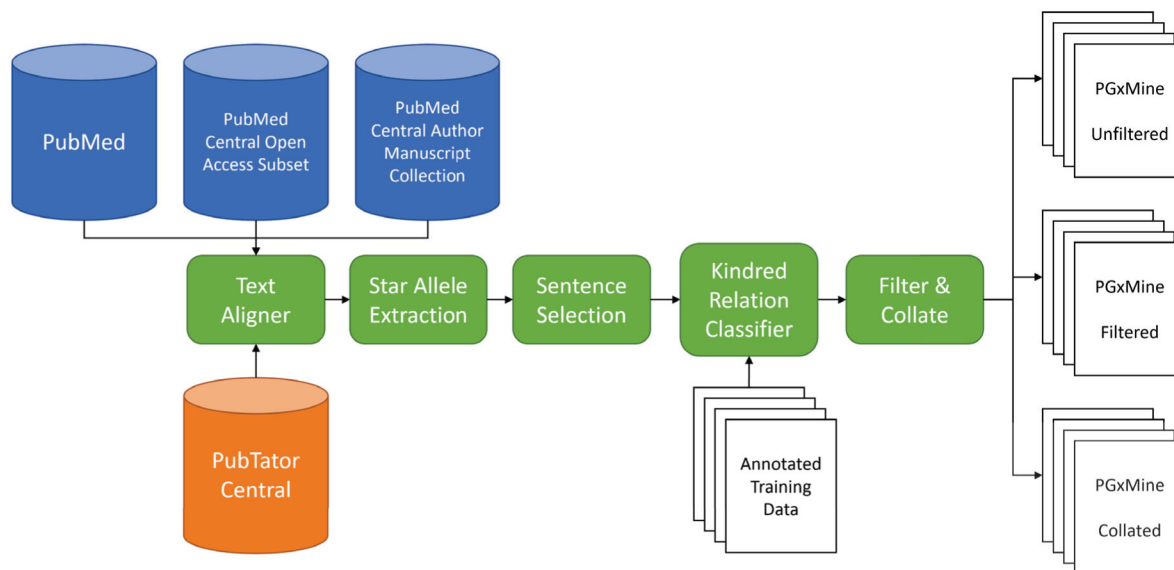 PubMed
PubMed
Central Open
Access Subset
PubMed
Central Author
Manuscript
Collection
Text
Aligner
Star Allele
Extraction
Sentence
Selection
Kindred
Relation
Classifier
Filter &
Collate
PubTator
Central
Annotated
Training
Data
PGxMine
Unfiltered
PGxMine
Filtered
PGxMine
Collated